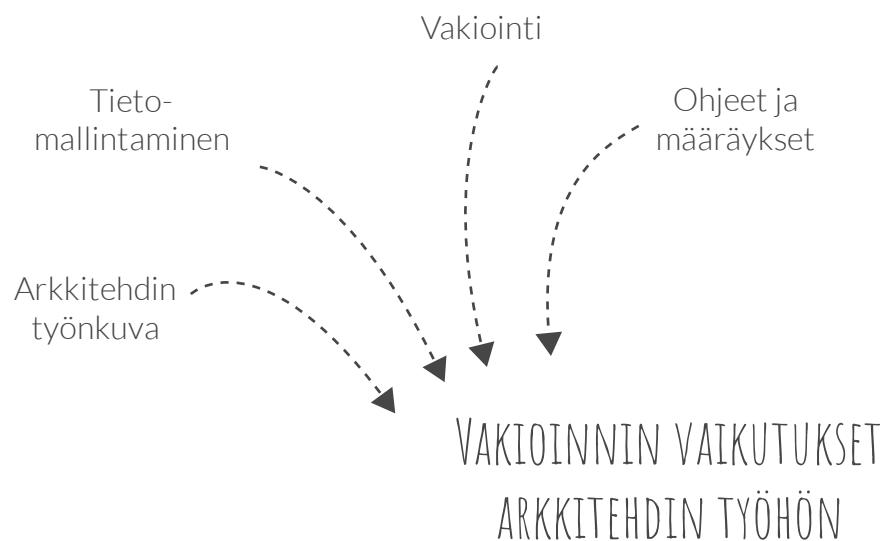 Vakiointi
Tieto-
mallintaminen
Ohjeet ja
määräykset
Arkkitehdin
työnkuva
VAKIOINNIN VAIKUTUKSET
ARKKITEHDIN TYÖHÖN